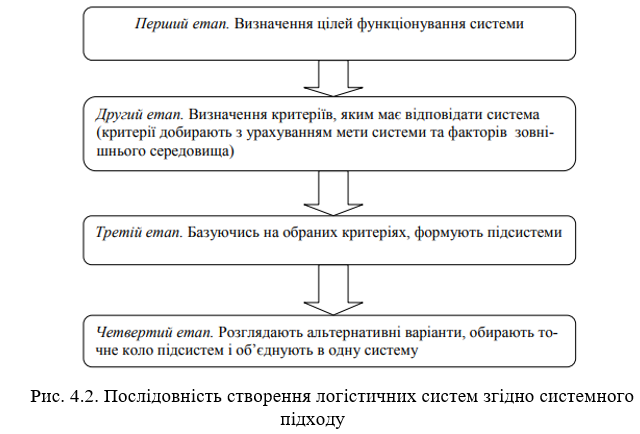 Перший етап. Визначення цілей функціонування системи
Другий етап. Визначення критеріїв, яким має відповідати система
(критерії добирають з урахуванням мети системи та факторів зовні-
шнього середовища)
Третій етап. Базуючись на обраних критеріях, формують підсистеми
Четвертий етап. Розглядають альтернативні варіанти, обирають то-
чне коло підсистем і об’єднують в одну систему
Рис. 4.2. Послідовність створення логістичних систем згідно системного
підходу